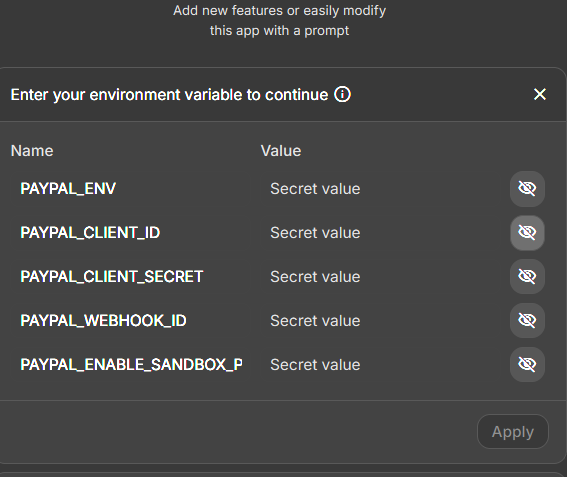 Add new features or easily modify
this app with a prompt
Enter your environment variable to continue
Name Value
PAYPAL_ENV Secret value
PAYPAL_CLIENT_ID Secret value
PAYPAL_CLIENT_SECRET Secret value
PAYPAL_WEBHOOK_ID Secret value
PAYPAL_ENABLE_SANDBOX_P Secret value
Apply